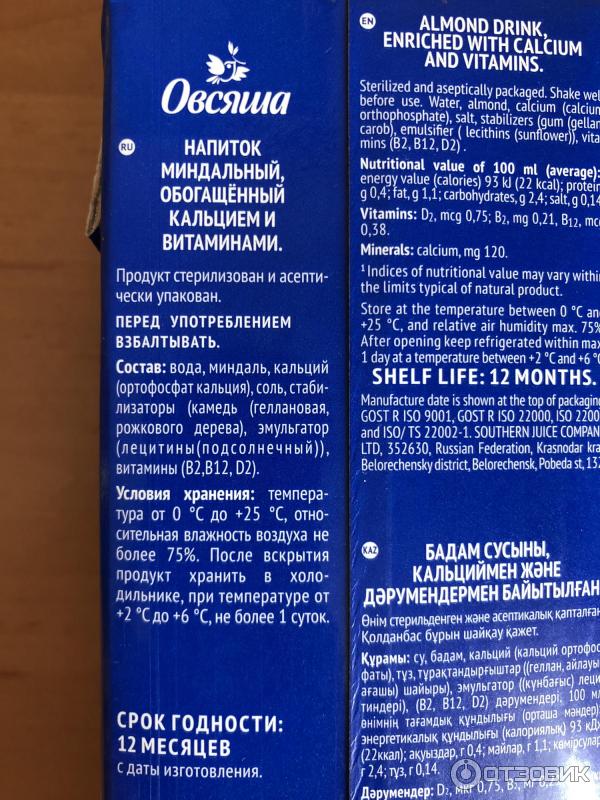 Овсяша
RU
НАПИТОК
МИНДАЛЬНЫЙ,
ОБОГАЩЁННЫЙ
КАЛЬЦИЕМ И
ВИТАМИНАМИ.
Продукт стерилизован и асепти-
чески упакован.
ПЕРЕД УПОТРЕБЛЕНИЕМ
ВЗБАЛТЫВАТЬ.
Состав: вода, миндаль, кальций
(ортофосфат кальция), соль, стаби-
лизаторы (камедь (геллановая,
рожкового дерева), эмульгатор
(лецитины(подсолнечный)),
витамины (B2,B12, D2).
Условия хранения: темпера-
тура от 0 °C до +25 °C, отно-
сительная влажность воздуха не
более 75%. После вскрытия
продукт хранить в холо-
дильнике, при температуре от
+2 °C до +6 °C, не более 1 суток.
СРОК ГОДНОСТИ:
12 МЕСЯЦЕВ
С даты изготовления.
EN
ALMOND DRINK,
ENRICHED WITH CALCIUM
AND VITAMINS.
Sterilized and aseptically packaged. Shake wel
before use. Water, almond, calcium (calcium
orthophosphate), salt, stabilizers (gum (gellan,
carob), emulsifier ( lecithins (sunflower)), vita
mins (B2, B12, D2) .
Nutritional value of 100 ml (average):
energy value (calories) 93 kJ (22 kcal); protein,
g 0,4; fat, g 1,1; carbohydrates, g 2,4; salt, g 0,14
Vitamins: D2, mcg 0,75; B2, mg 0,21, B12, mc
0,38.
Minerals: calcium, mg 120.
¹ Indices of nutritional value may vary within
the limits typical of natural product.
Store at the temperature between 0 °C and
+25 °C, and relative air humidity max. 75%
After opening keep refrigerated within max
1 day at a temperature between +2 °C and +6 °C
SHELF LIFE: 12 MONTHS.
Manufacture date is shown at the top of packaging
GOST R ISO 9001, GOST R ISO 22000, ISO 2200
and ISO/ TS 22002-1. SOUTHERN JUICE COMPAN
LTD, 352630, Russian Federation, Krasnodar kra
Belorechensky district, Belorechensk, Pobeda st, 132
KAZ
БАДАМ СУСЫНЫ,
КАЛЬЦИЙМЕН ЖӘНЕ
ДӘРУМЕНДЕРМЕН БАЙЫТЫЛҒАН
Өнім стерильденген және асептикалық қапталған
Қолданбас бұрын шайқау қажет.
Құрамы: су, бадам, кальций (кальций ортофос
фаты), тұз, тұрақтандырғыштар ((геллан, айлауы
ағашы) шайыры), эмульгатор ((күнбағыс) леци
тиндері), (B2, B12, D2) дәрумендері. 100 мл
өнімнің тағамдық құндылығы (орташа мәндер):
энергетикалық құндылығы (калориялық) 93 кДж
(22ккал); ақуыздар, г 0,4; майлар, г 1,1; көмірсулар,
г 2,4; тұз, г 0,14.
Дәрумендер: D2, мкг 0,75, B2, мг 0,2
ОТЗОВИК